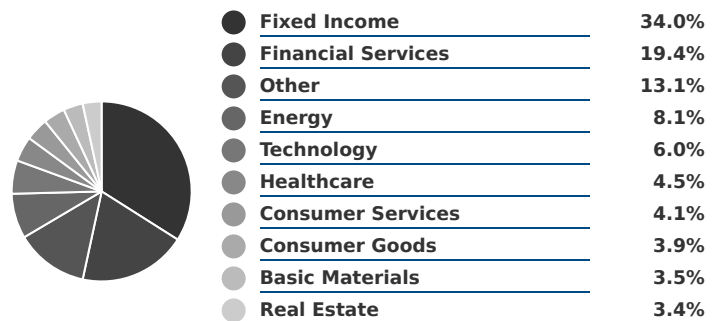 Fixed Income 34.0%
Financial Services 19.4%
Other 13.1%
Energy 8.1%
Technology 6.0%
Healthcare 4.5%
Consumer Services 4.1%
Consumer Goods 3.9%
Basic Materials 3.5%
Real Estate 3.4%